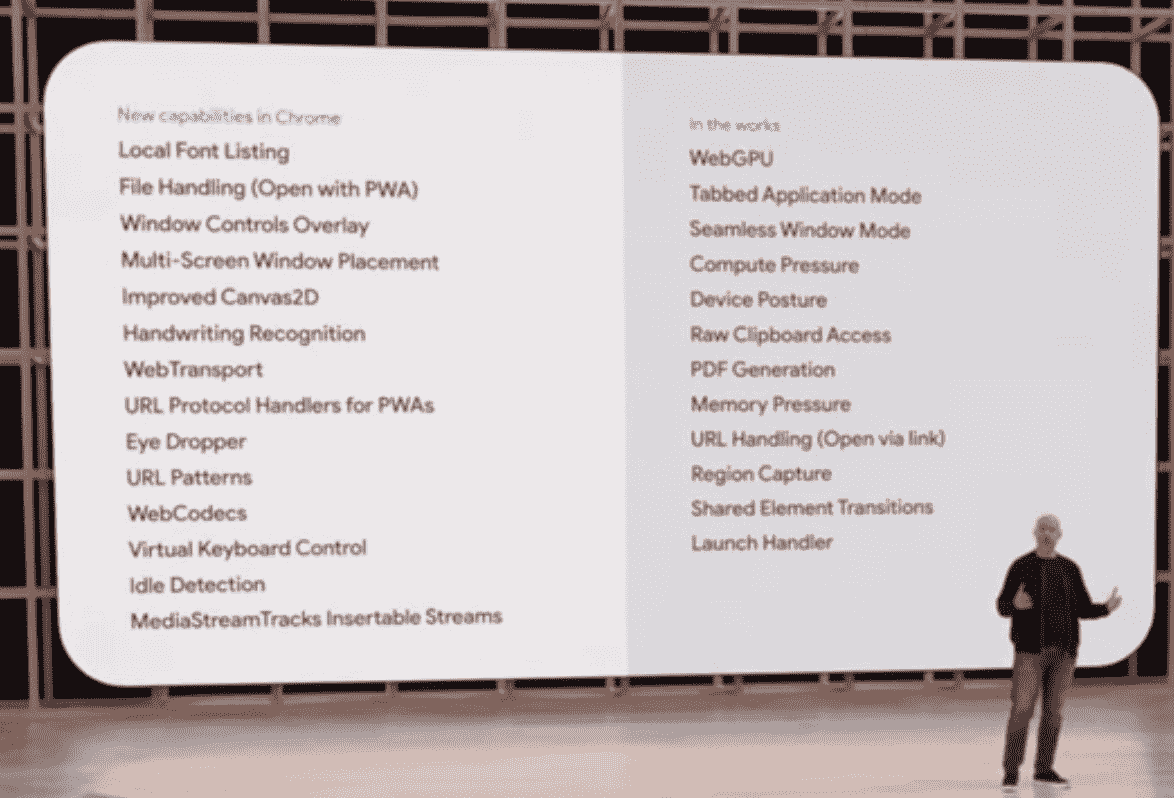 New capabilities in Chrome
Local Font Listing
File Handling (Open with PWA)
Window Controls Overlay
Multi-Screen Window Placement
Improved Canvas2D
Handwriting Recognition
WebTransport
URL Protocol Handlers for PWAs
Eye Dropper
URL Patterns
WebCodecs
Virtual Keyboard Control
Idle Detection
MediaStreamTracks Insertable Streams
In the works
WebGPU
Tabbed Application Mode
Seamless Window Mode
Compute Pressure
Device Posture
Raw Clipboard Access
PDF Generation
Memory Pressure
URL Handling (Open via link)
Region Capture
Shared Element Transitions
Launch Handler